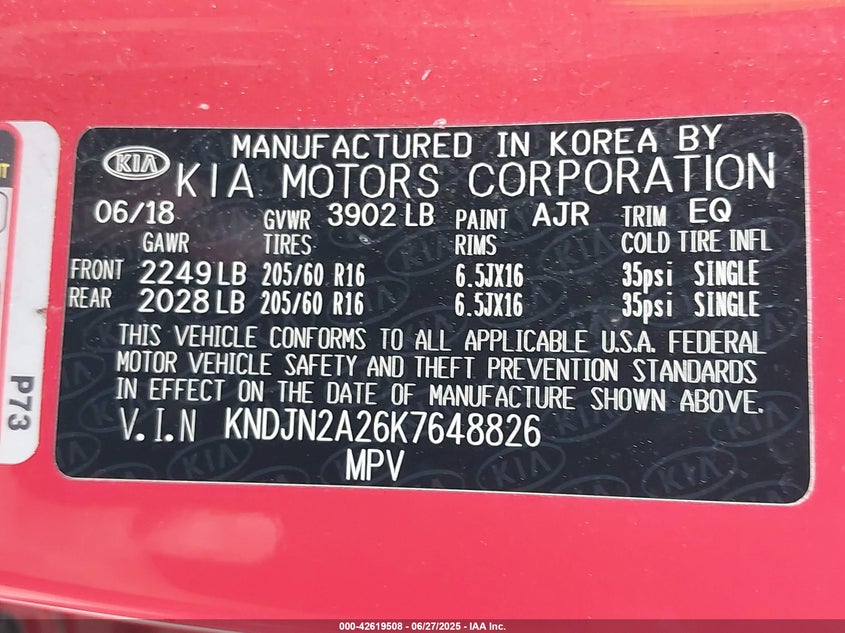 MANUFACTURED IN KOREA BY
KIA
KIA MOTORS CORPORATION
06/18 GVWR 3902 LB PAINT AJR TRIM EQ
GAWR TIRES RIMS COLD TIRE INFL
FRONT 2249 LB 205/60 R16 6.5JX16 35psi SINGLE
REAR 2028 LB 205/60 R16 6.5JX16 35psi SINGLE
THIS VEHICLE CONFORMS TO ALL APPLICABLE U.S.A. FEDERAL
MOTOR VEHICLE SAFETY AND THEFT PREVENTION STANDARDS
IN EFFECT ON THE DATE OF MANUFACTURE SHOWN ABOVE.
V.I.N KNDJN2A26K7648826
MPV
P73
000-42619508 - 06/27/2025 - IAA Inc.